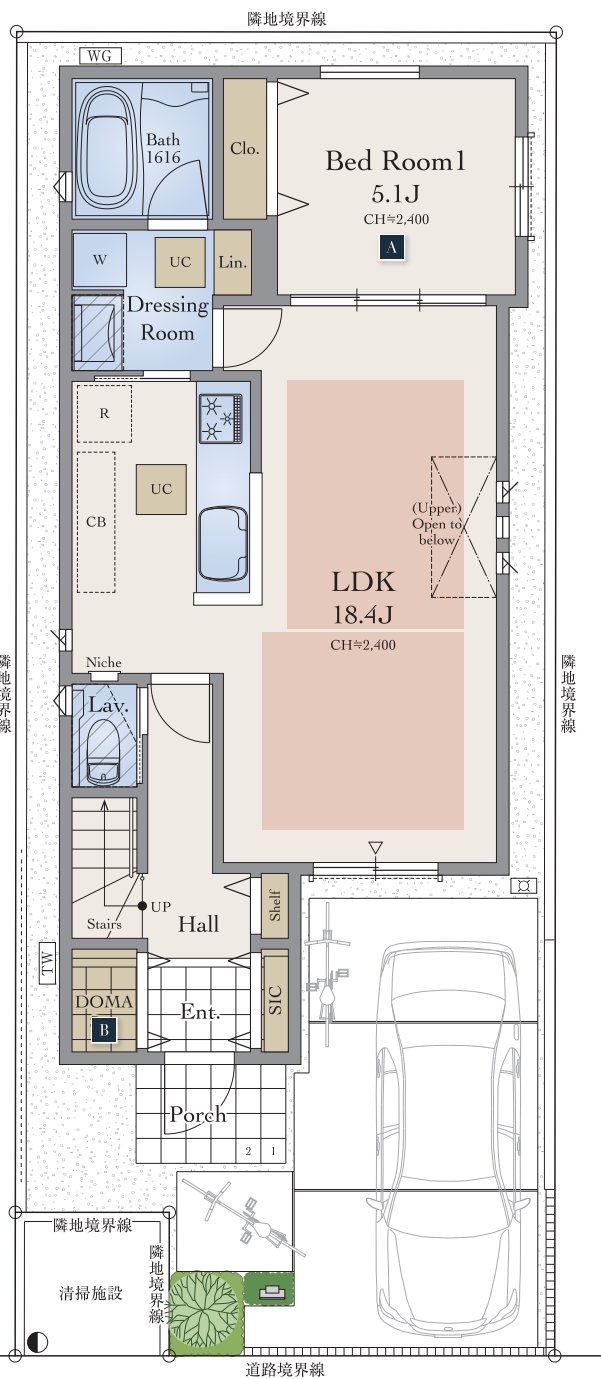 隣地境界線
WG
Bath
1616
Clo.
Bed Room1
5.1J
CH≒2,400
A
W
UC
Lin.
Dressing
Room
R
UC
CB
(Upper)
Open to
below
LDK
18.4J
CH≒2,400
隣地境界線
隣地境界線
Niche
Lav.
UP
Stairs
Hall
Shelf
TW
DOMA
B
Ent.
SIC
Porch
2 1
隣地境界線
隣地境界線
清掃施設
道路境界線